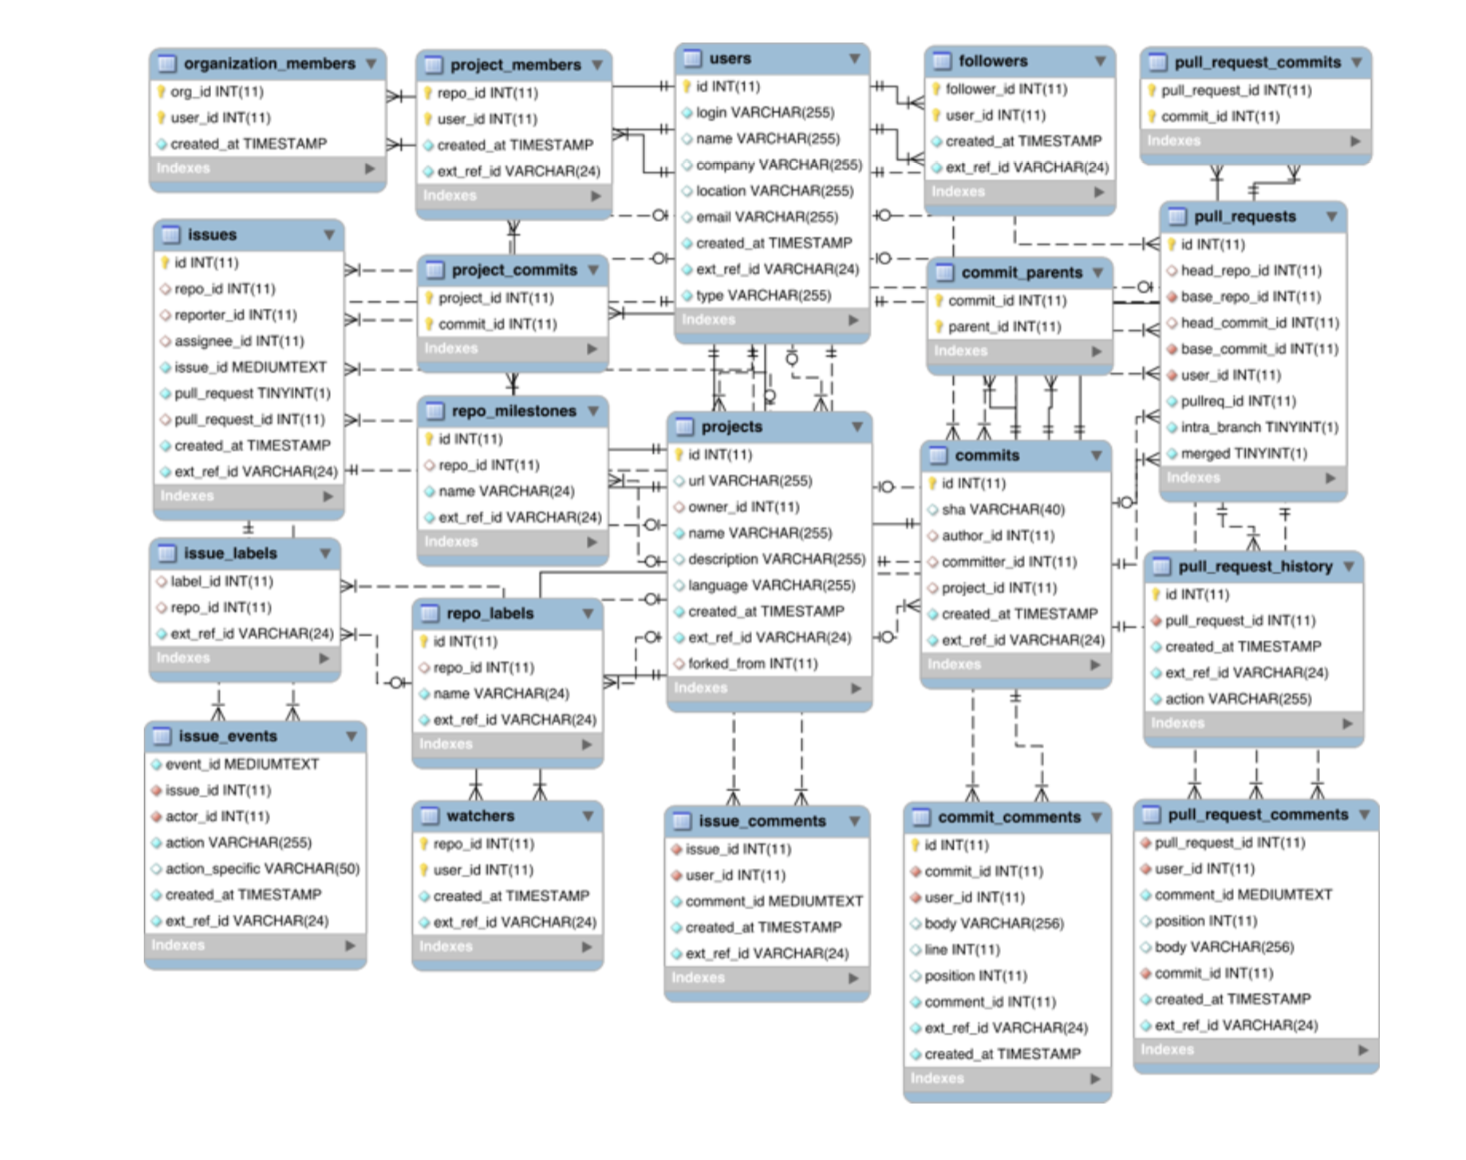 organization_members
org_id INT(11)
user_id INT(11)
created_at TIMESTAMP
Indexes
project_members
repo_id INT(11)
user_id INT(11)
created_at TIMESTAMP
ext_ref_id VARCHAR(24)
Indexes
users
id INT(11)
login VARCHAR(255)
name VARCHAR(255)
company VARCHAR(255)
location VARCHAR(255)
email VARCHAR(255)
created_at TIMESTAMP
ext_ref_id VARCHAR(24)
type VARCHAR(255)
Indexes
followers
follower_id INT(11)
user_id INT(11)
created_at TIMESTAMP
ext_ref_id VARCHAR(24)
Indexes
pull_request_commits
pull_request_id INT(11)
commit_id INT(11)
Indexes
issues
id INT(11)
repo_id INT(11)
reporter_id INT(11)
assignee_id INT(11)
issue_id MEDIUMTEXT
pull_request TINYINT(1)
pull_request_id INT(11)
created_at TIMESTAMP
ext_ref_id VARCHAR(24)
Indexes
project_commits
project_id INT(11)
commit_id INT(11)
Indexes
commit_parents
commit_id INT(11)
parent_id INT(11)
Indexes
pull_requests
id INT(11)
head_repo_id INT(11)
base_repo_id INT(11)
head_commit_id INT(11)
base_commit_id INT(11)
user_id INT(11)
pullreq_id INT(11)
intra_branch TINYINT(1)
merged TINYINT(1)
Indexes
repo_milestones
id INT(11)
repo_id INT(11)
name VARCHAR(24)
ext_ref_id VARCHAR(24)
Indexes
projects
id INT(11)
url VARCHAR(255)
owner_id INT(11)
name VARCHAR(255)
description VARCHAR(255)
language VARCHAR(255)
created_at TIMESTAMP
ext_ref_id VARCHAR(24)
forked_from INT(11)
Indexes
commits
id INT(11)
sha VARCHAR(40)
author_id INT(11)
committer_id INT(11)
project_id INT(11)
created_at TIMESTAMP
ext_ref_id VARCHAR(24)
Indexes
issue_labels
label_id INT(11)
repo_id INT(11)
ext_ref_id VARCHAR(24)
Indexes
repo_labels
id INT(11)
repo_id INT(11)
name VARCHAR(24)
ext_ref_id VARCHAR(24)
Indexes
pull_request_history
id INT(11)
pull_request_id INT(11)
created_at TIMESTAMP
ext_ref_id VARCHAR(24)
action VARCHAR(255)
Indexes
issue_events
event_id MEDIUMTEXT
issue_id INT(11)
actor_id INT(11)
action VARCHAR(255)
action_specific VARCHAR(50)
created_at TIMESTAMP
ext_ref_id VARCHAR(24)
Indexes
watchers
repo_id INT(11)
user_id INT(11)
created_at TIMESTAMP
ext_ref_id VARCHAR(24)
Indexes
issue_comments
issue_id INT(11)
user_id INT(11)
comment_id MEDIUMTEXT
created_at TIMESTAMP
ext_ref_id VARCHAR(24)
Indexes
commit_comments
id INT(11)
commit_id INT(11)
user_id INT(11)
body VARCHAR(256)
line INT(11)
position INT(11)
comment_id INT(11)
ext_ref_id VARCHAR(24)
created_at TIMESTAMP
Indexes
pull_request_comments
pull_request_id INT(11)
user_id INT(11)
comment_id MEDIUMTEXT
position INT(11)
body VARCHAR(256)
commit_id INT(11)
created_at TIMESTAMP
ext_ref_id VARCHAR(24)
Indexes